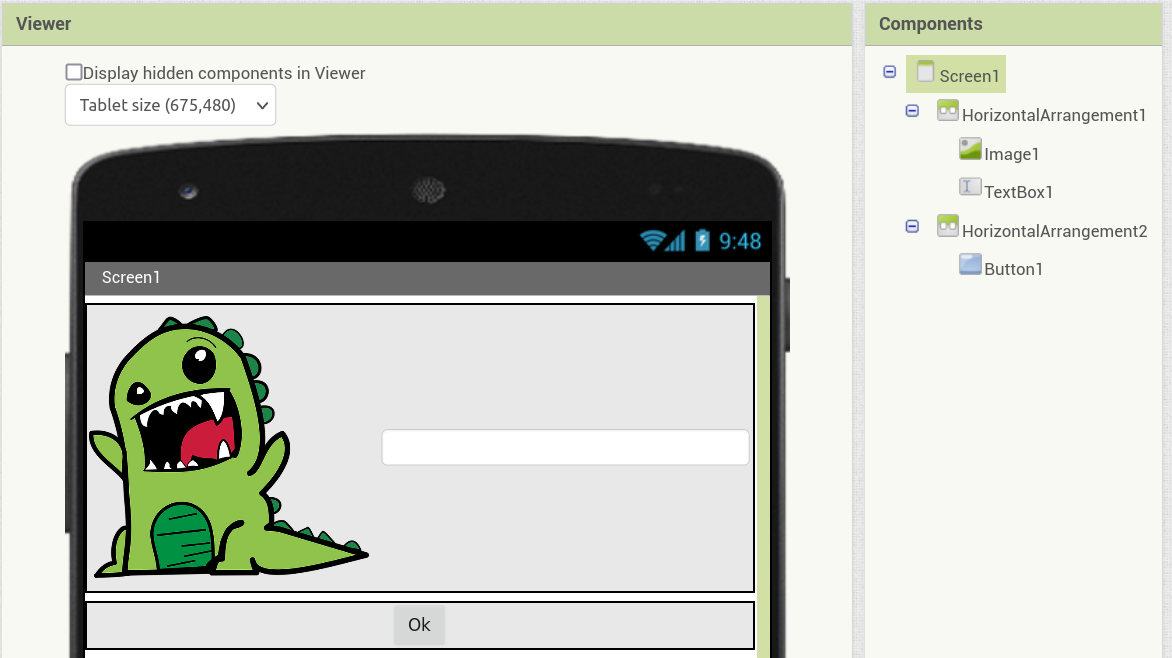 Viewer
Display hidden components in Viewer
Tablet size (675,480)
9:48
Screen1
Ok
Components
Screen1
HorizontalArrangement1
Image1
TextBox1
HorizontalArrangement2
Button1